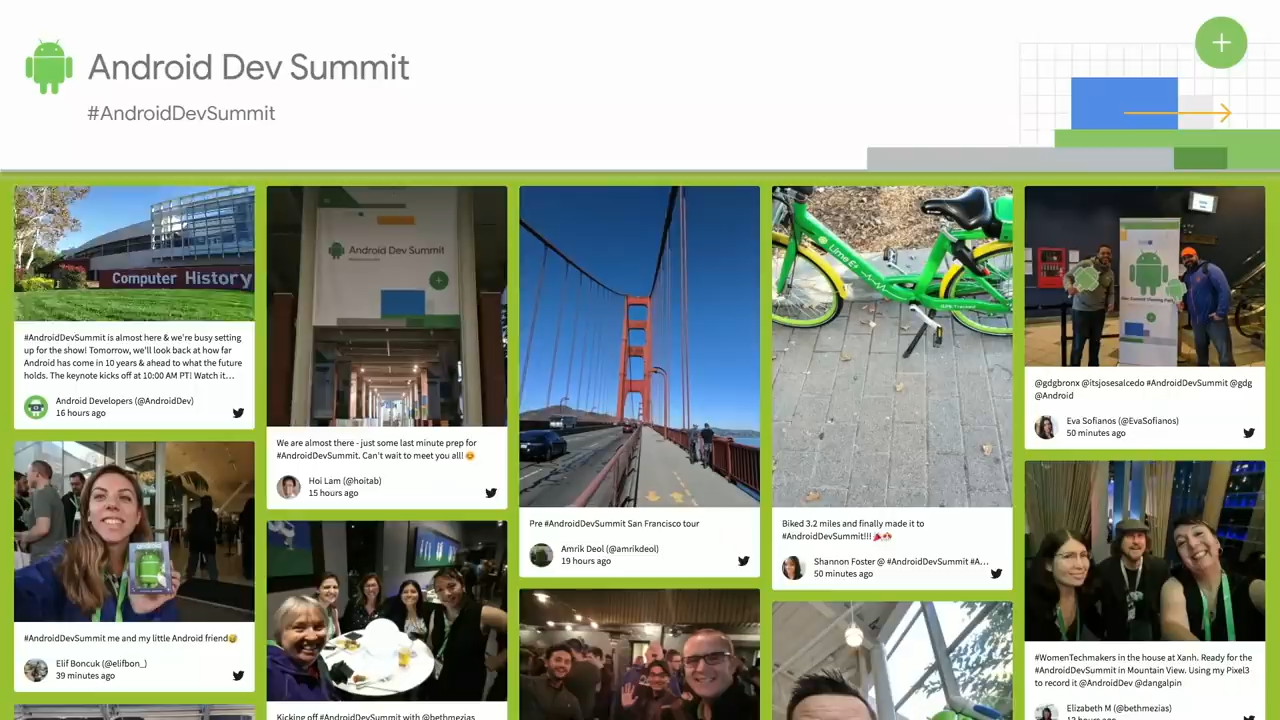 Android Dev Summit
#AndroidDevSummit
Computer History
#AndroidDevSummit is almost here & we're busy setting
up for the show! Tomorrow, we'll look back at how far
Android has come in 10 years & ahead to what the future
holds. The keynote kicks off at 10:00 AM PT! Watch it...
Android Developers (@AndroidDev)
16 hours ago
#AndroidDevSummit me and my little Android friend😅
Elif Boncuk (@elifbon_)
39 minutes ago
Android Dev Summit
We are almost there - just some last minute prep for
#AndroidDevSummit. Can't wait to meet you all! 😊
Hoi Lam (@hoitab)
15 hours ago
Kicking off #AndroidDevSummit with @bethmezias
Pre #AndroidDevSummit San Francisco tour
Amrik Deol (@amrikdeol)
19 hours ago
Lime-E
Biked 3.2 miles and finally made it to
#AndroidDevSummit!!! 🎉
Shannon Foster @ #AndroidDevSummit #A...
50 minutes ago
@gdgbronx @itsjosesalcedo #AndroidDevSummit @gdg
@Android
Eva Sofianos (@EvaSofianos)
50 minutes ago
#WomenTechmakers in the house at Xanh. Ready for the
#AndroidDevSummit in Mountain View. Using my Pixel3
to record it @AndroidDev @dangalpin
Elizabeth M (@bethmezias)
12 hours ago